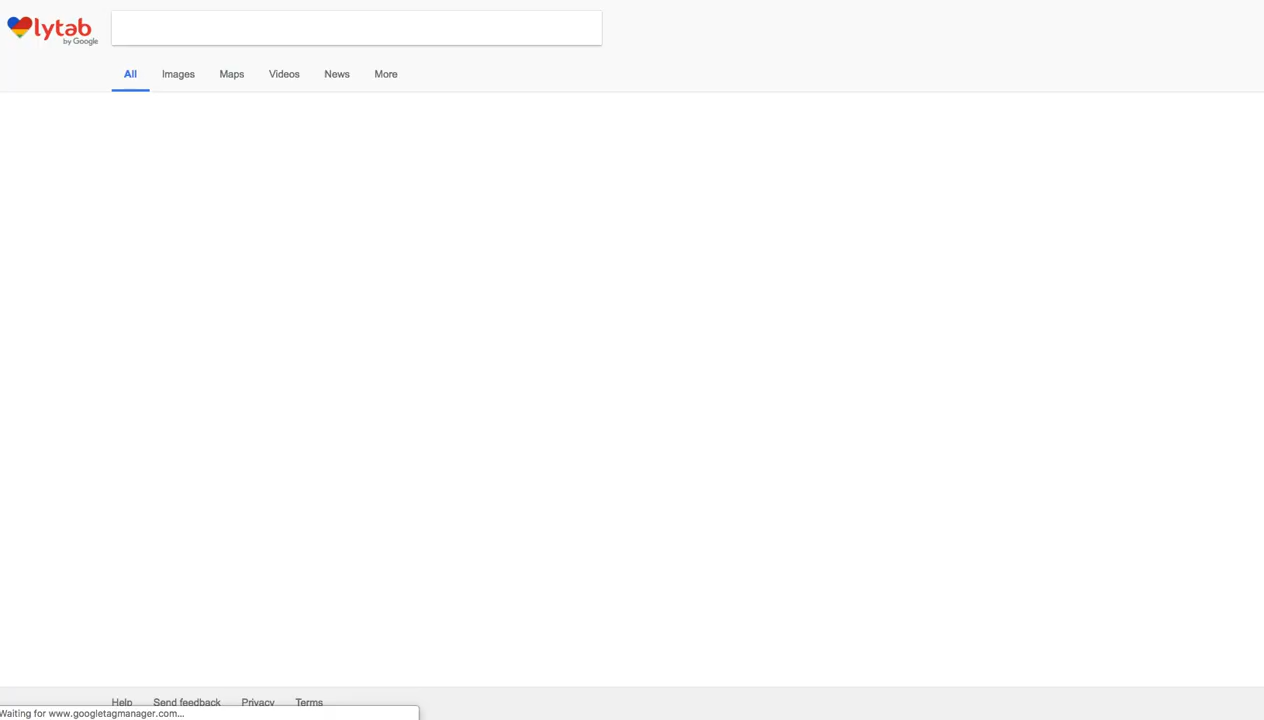 lytab
by Google
All Images Maps Videos News More
Help Send feedback Privacy Terms
Waiting for www.googletagmanager.com...